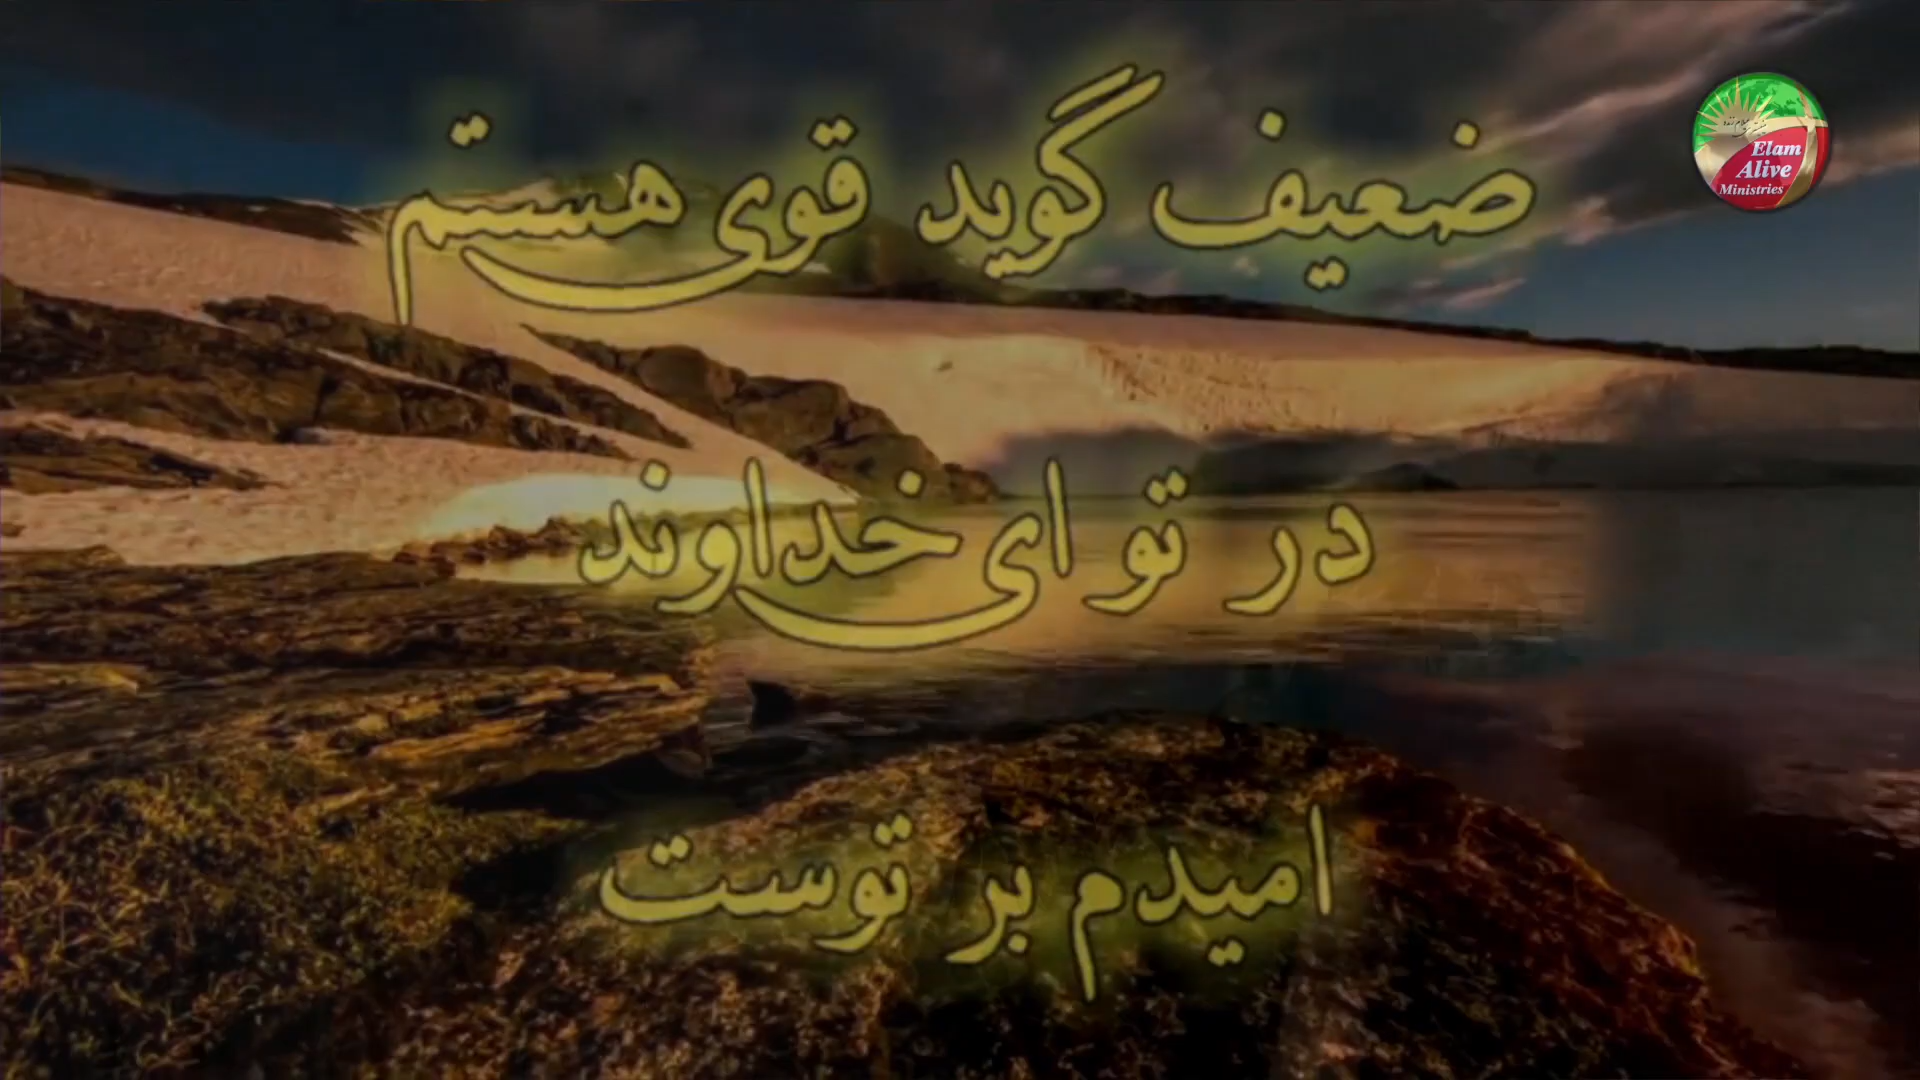 ضعیف گوید قوی هستم
در تو ای خداوند
امیدم بر توست
Elam
Alive
Ministries